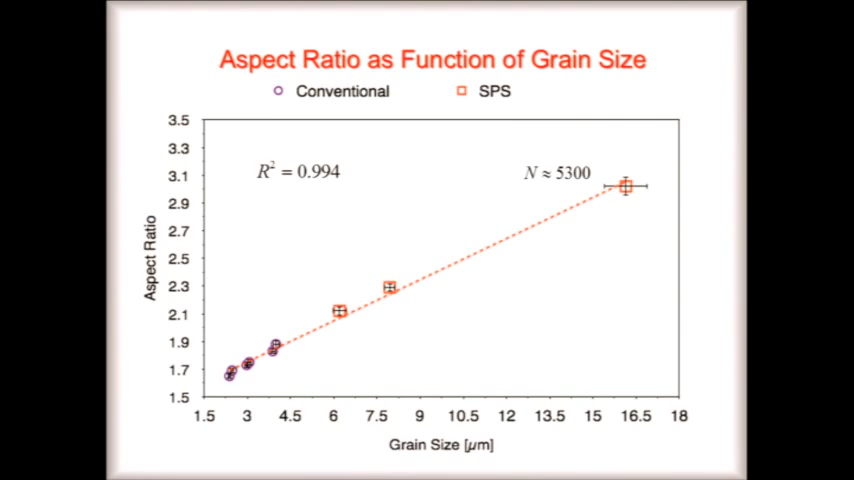 Aspect Ratio as Function of Grain Size
Conventional SPS
R² = 0.994
N ≈ 5300
Aspect Ratio
3.5
3.3
3.1
2.9
2.7
2.5
2.3
2.1
1.9
1.7
1.5
1.5 3 4.5 6 7.5 9 10.5 12 13.5 15 16.5 18
Grain Size [µm]